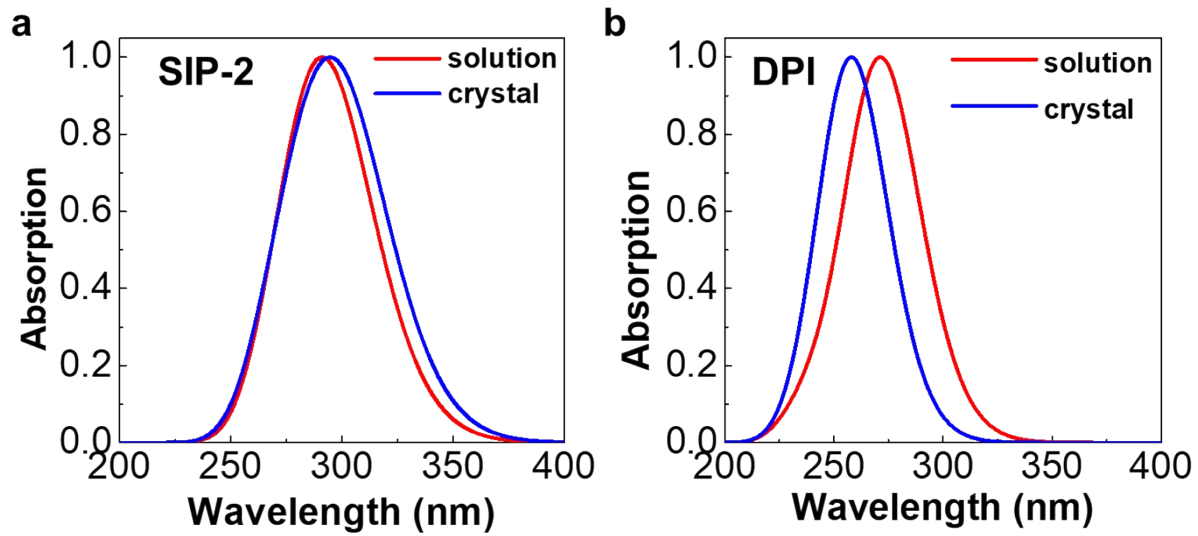 a
SIP-2
solution
crystal
1.0
0.8
0.6
0.4
0.2
0.0
Absorption
200 250 300 350 400
Wavelength (nm)
b
DPI
solution
crystal
1.0
0.8
0.6
0.4
0.2
0.0
Absorption
200 250 300 350 400
Wavelength (nm)